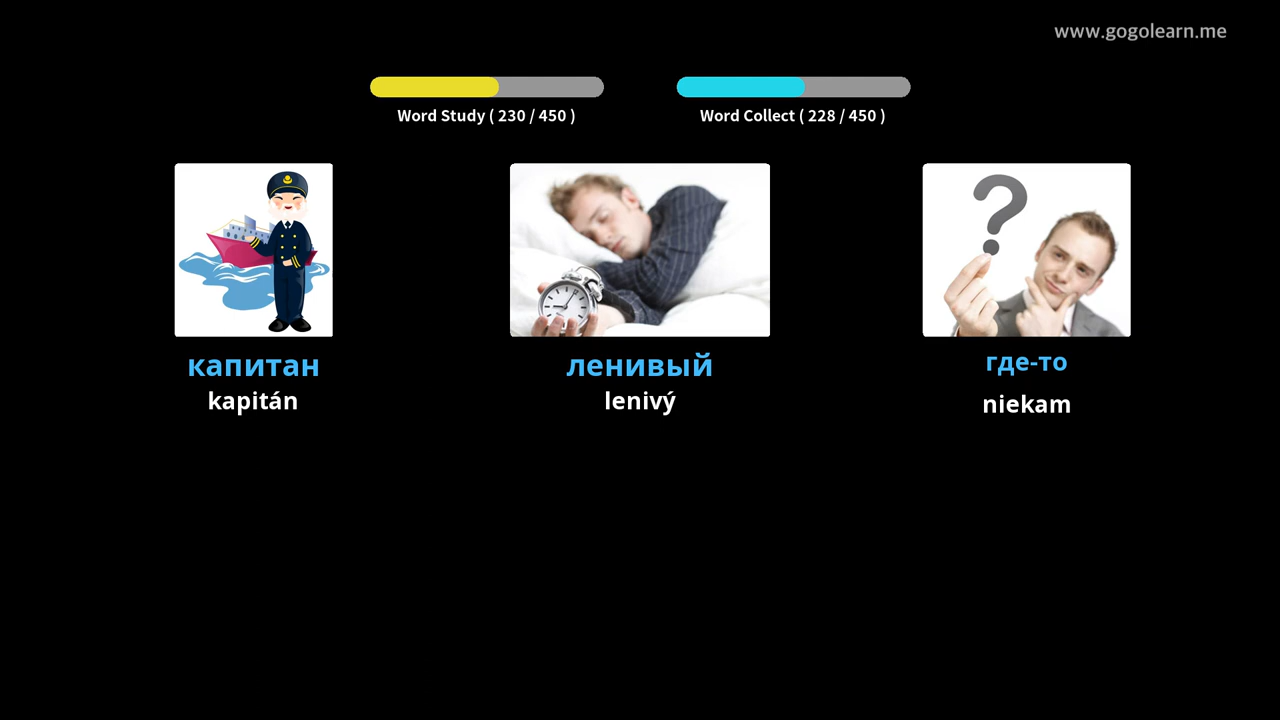 www.gogolearn.me
Word Study ( 230 / 450 )
Word Collect ( 228 / 450 )
капитан
kapitán
ленивый
lenivý
где-то
niekam